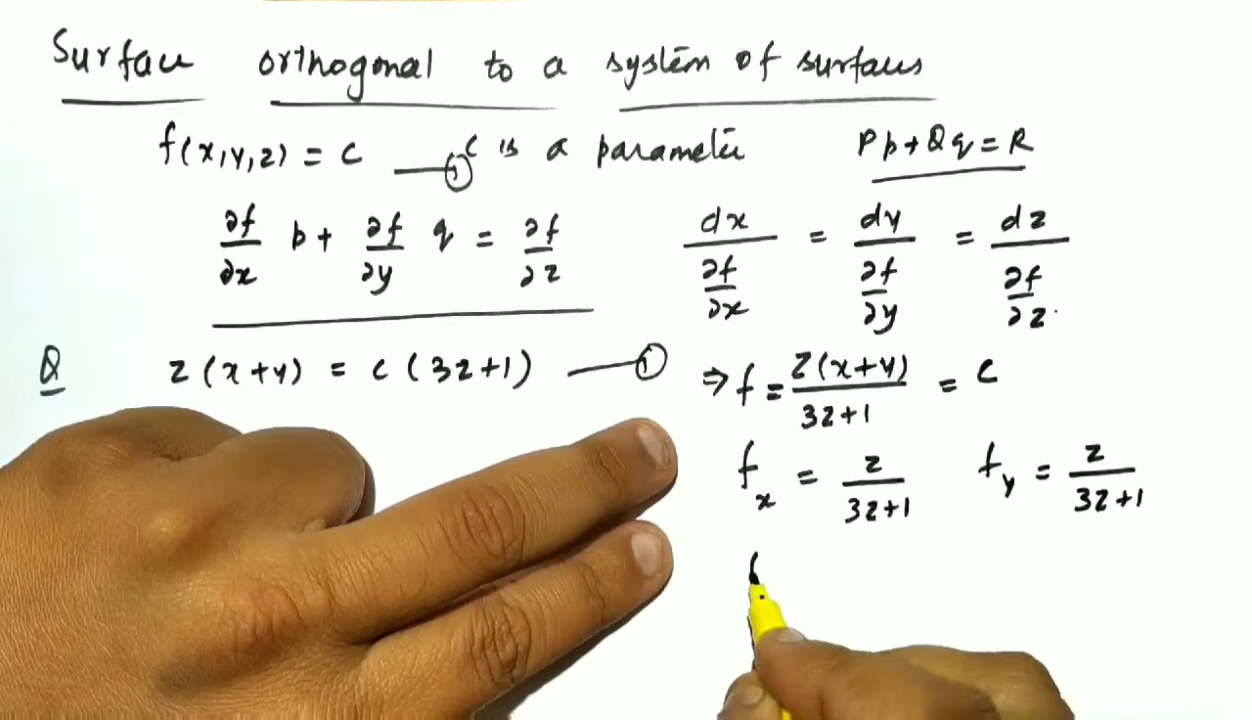 Surface orthogonal to a system of surfaces
f(x,y,z) = c —① c is a parameter Pp+Qq=R
∂f/∂x p + ∂f/∂y q = ∂f/∂z dx/(∂f/∂x) = dy/(∂f/∂y) = dz/(∂f/∂z)
Q z(x+y) = c(3z+1) —① ⇒ f = z(x+y)/(3z+1) = c
f_x = z/(3z+1) f_y = z/(3z+1)